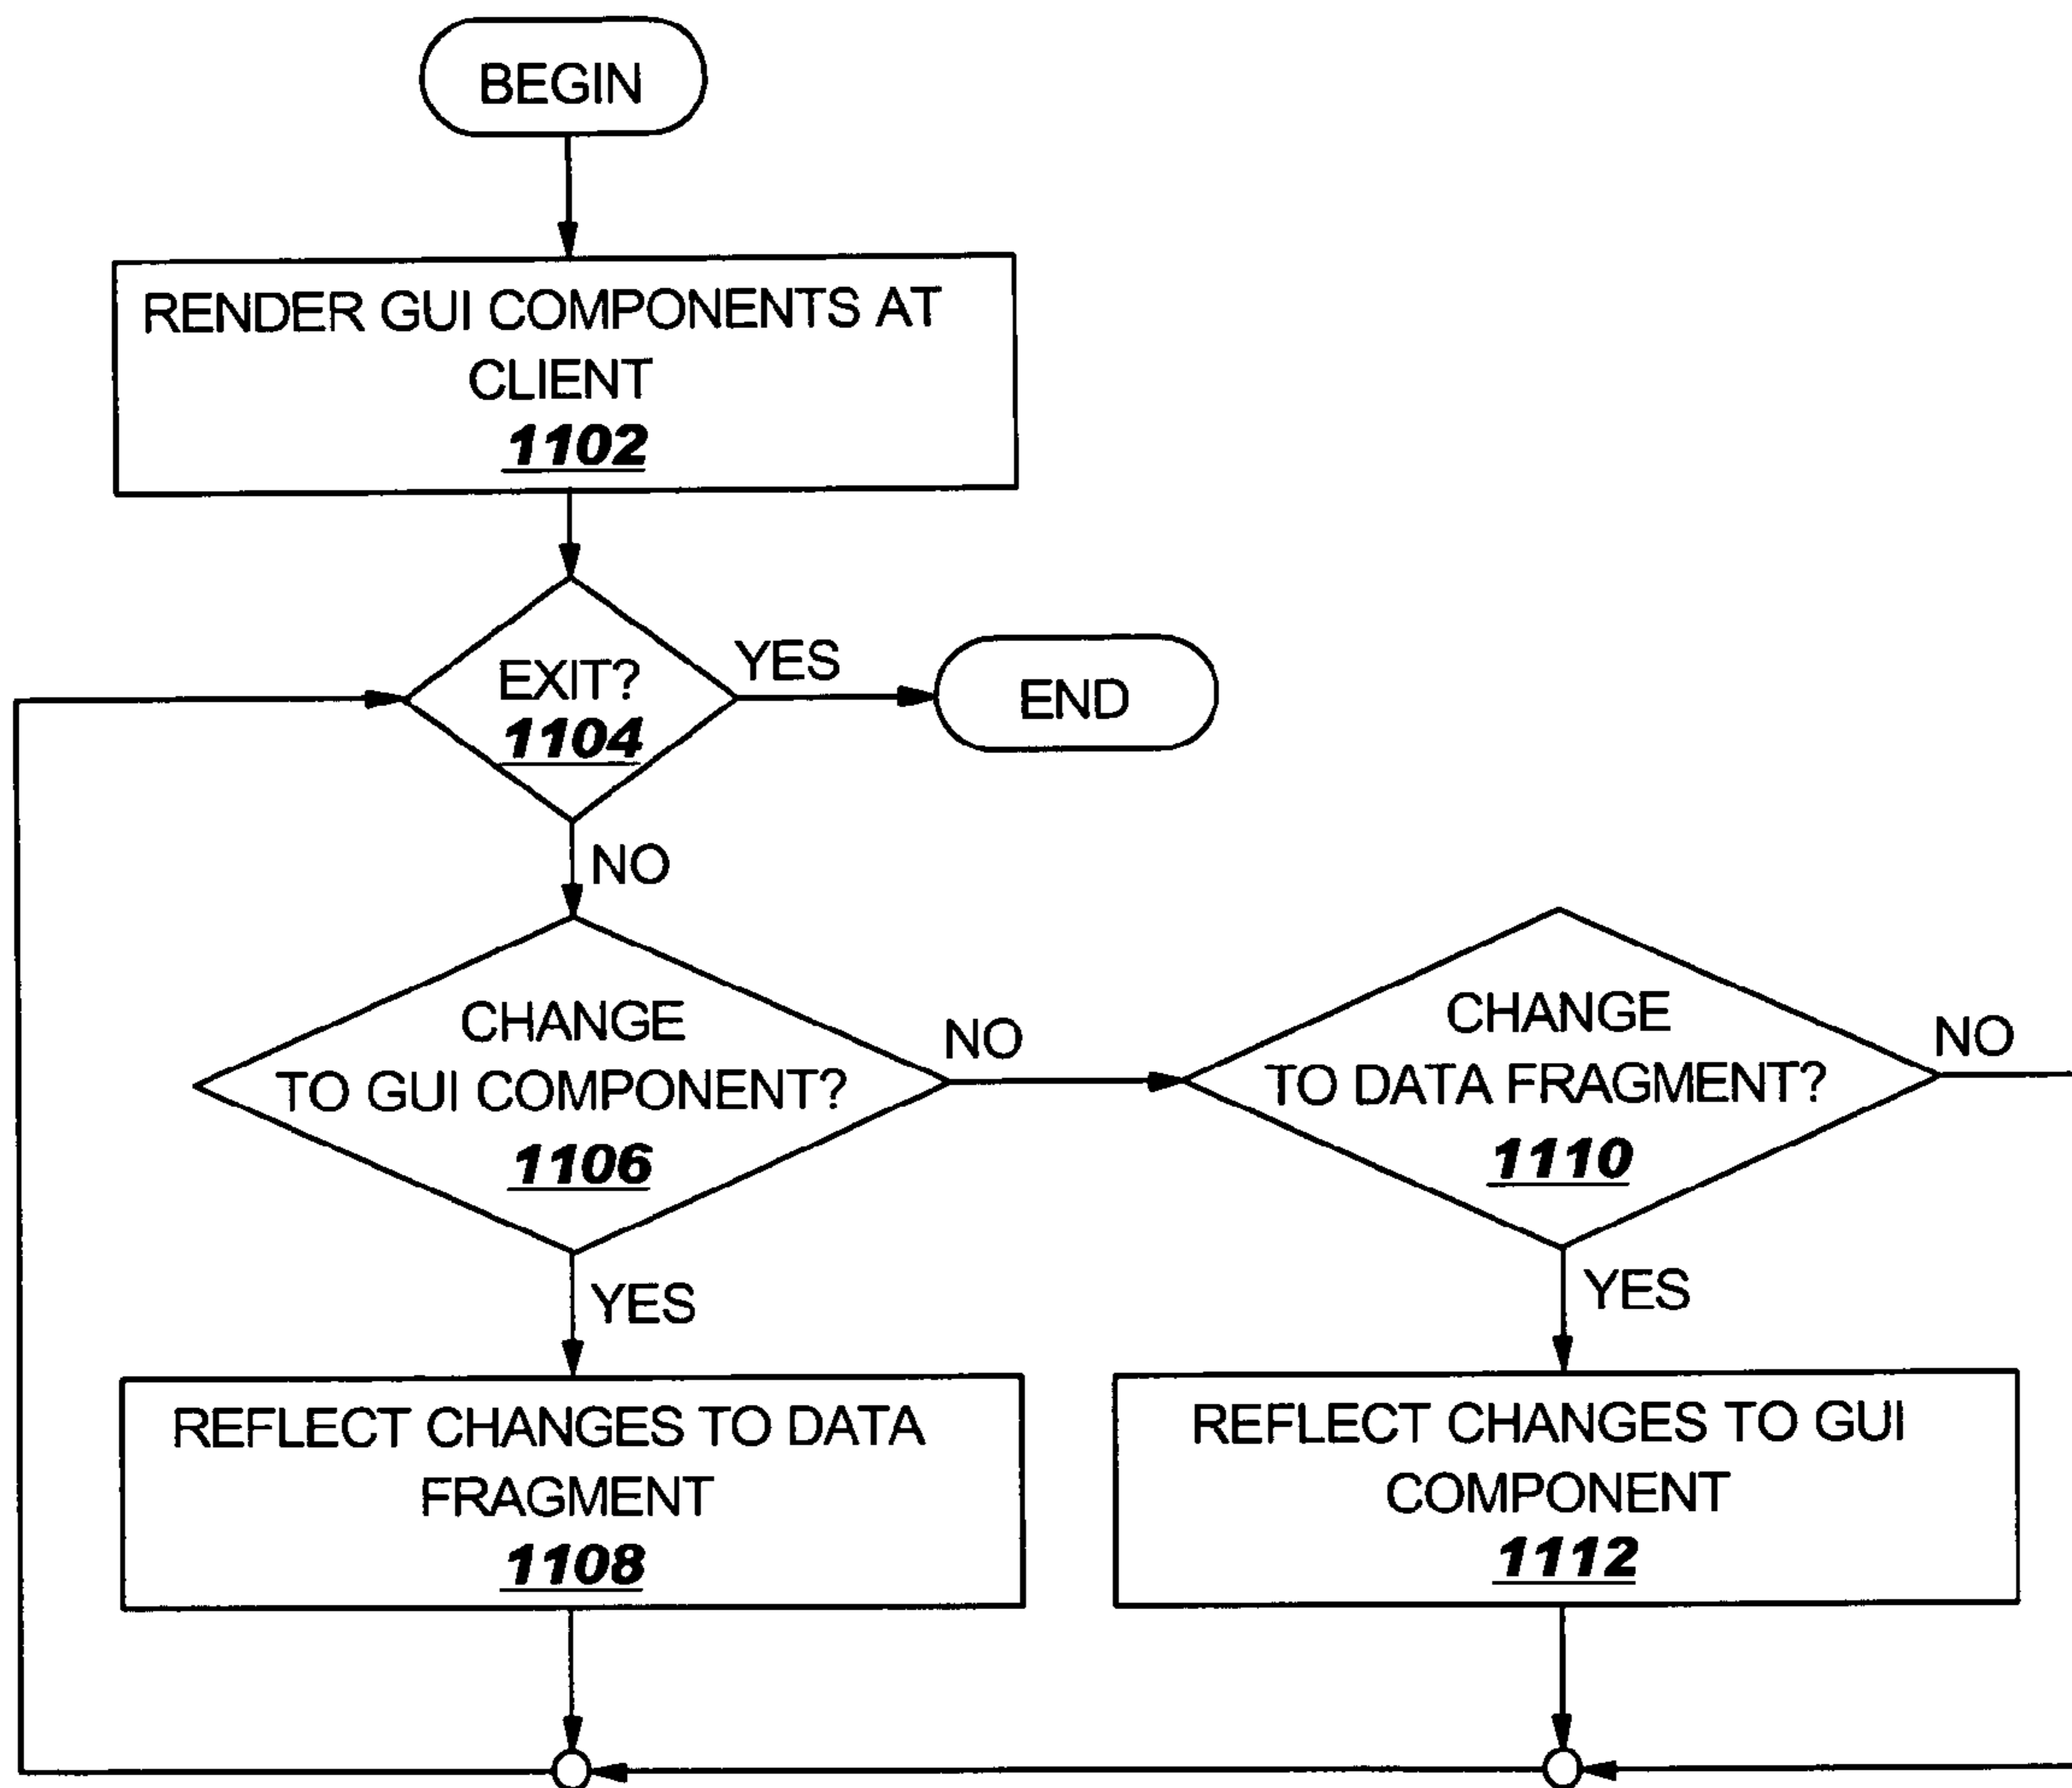 BEGIN
RENDER GUI COMPONENTS AT
CLIENT
1102
EXIT?
1104
YES
END
NO
CHANGE
TO GUI COMPONENT?
1106
NO
CHANGE
TO DATA FRAGMENT?
1110
NO
YES
YES
REFLECT CHANGES TO DATA
FRAGMENT
1108
REFLECT CHANGES TO GUI
COMPONENT
1112